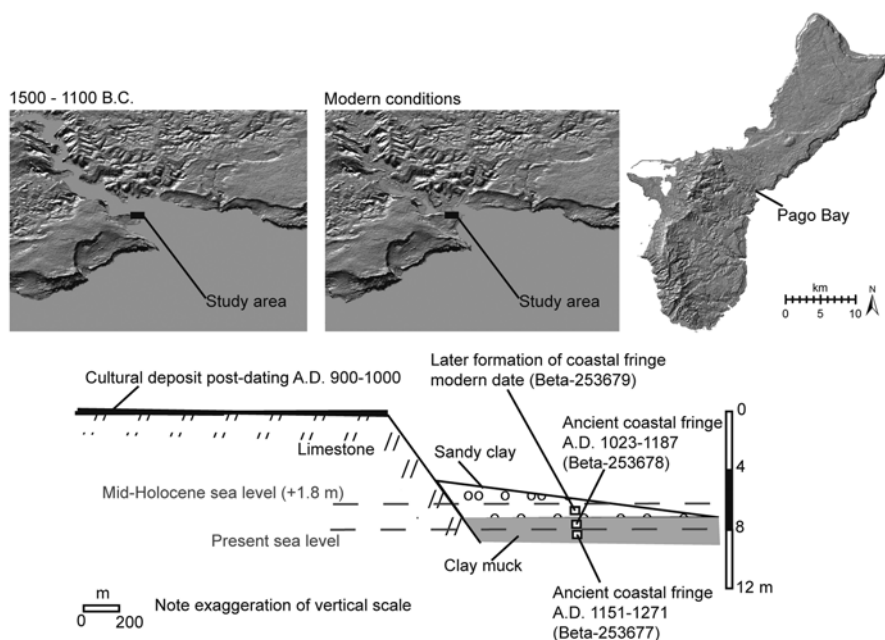 1500 - 1100 B.C.
Modern conditions
Study area
Study area
Pago Bay
km
0 5 10
N
Cultural deposit post-dating A.D. 900-1000
Limestone
Mid-Holocene sea level (+1.8 m)
Present sea level
Later formation of coastal fringe
modern date (Beta-253679)
Ancient coastal fringe
A.D. 1023-1187
(Beta-253678)
Sandy clay
Clay muck
Ancient coastal fringe
A.D. 1151-1271
(Beta-253677)
0
4
8
12 m
m
0 200
Note exaggeration of vertical scale